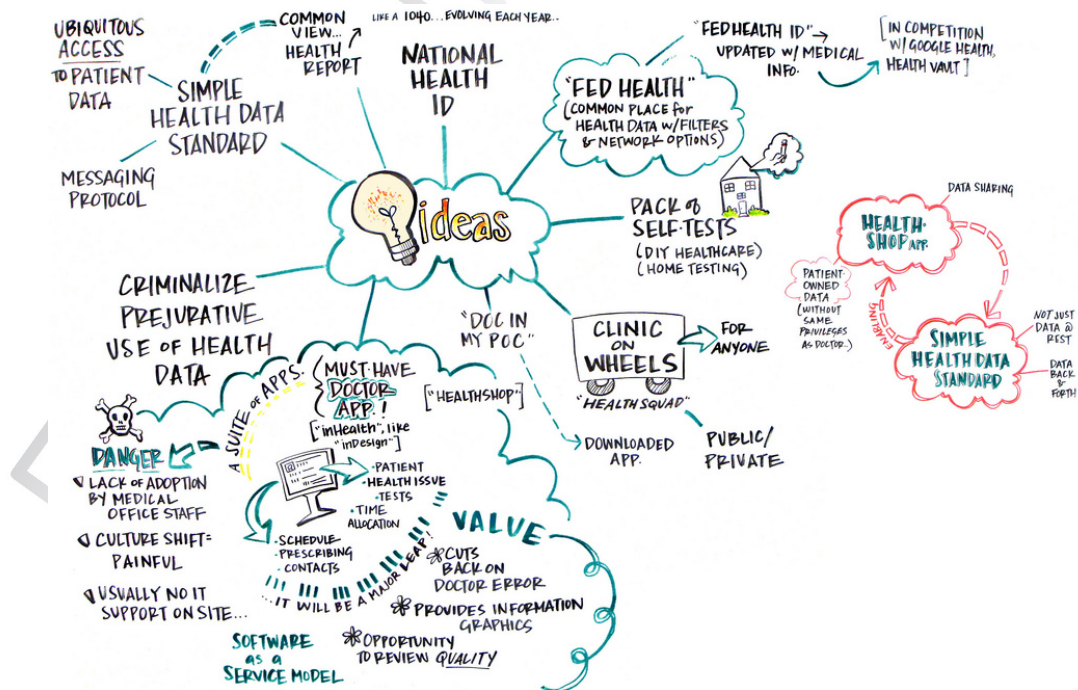 UBIQUITOUS
ACCESS
TO PATIENT
DATA
SIMPLE
HEALTH DATA
STANDARD
MESSAGING
PROTOCOL
COMMON
VIEW...
HEALTH
REPORT
LIKE A 1040...EVOLVING EACH YEAR..
NATIONAL
HEALTH
ID
"FED HEALTH"
(COMMON PLACE for
HEALTH DATA W/FILTERS
& NETWORK OPTIONS)
"FEDHEALTH ID"→
UPDATED W/ MEDICAL
INFO.
[IN COMPETITION
W/ GOOGLE HEALTH,
HEALTH VAULT]
ideas
PACK of
SELF-TESTS
(DIY HEALTHCARE)
(HOME TESTING)
DATA SHARING
HEALTH-
SHOP APP.
PATIENT
OWNED
DATA
(WITHOUT
SAME
PRIVILEGES
AS DOCTOR.)
ENABLING
SIMPLE
HEALTH DATA
STANDARD
NOT JUST
DATA @
REST
DATA
BACK &
FORTH
CRIMINALIZE
PREJURATIVE
USE OF HEALTH
DATA
"DOC IN
MY POC"
DOWNLOADED
APP.
CLINIC
ON
WHEELS
"HEALTH SQUAD"
FOR
ANYONE
PUBLIC/
PRIVATE
A SUITE of APPS.
MUST-HAVE
DOCTOR
APP!
["inHealth", like
"inDesign"]
["HEALTHSHOP"]
• PATIENT
• HEALTH ISSUE
• TESTS
• TIME
ALLOCATION
• SCHEDULE
• PRESCRIBING
• CONTACTS
...IT WILL BE A MAJOR LEAP!
DANGER
LACK OF ADOPTION
BY MEDICAL
OFFICE STAFF
CULTURE SHIFT=
PAINFUL
USUALLY NO IT
SUPPORT ON SITE...
VALUE
CUTS
BACK ON
DOCTOR ERROR
PROVIDES INFORMATION
GRAPHICS
OPPORTUNITY
TO REVIEW QUALITY
SOFTWARE
as a
SERVICE MODEL